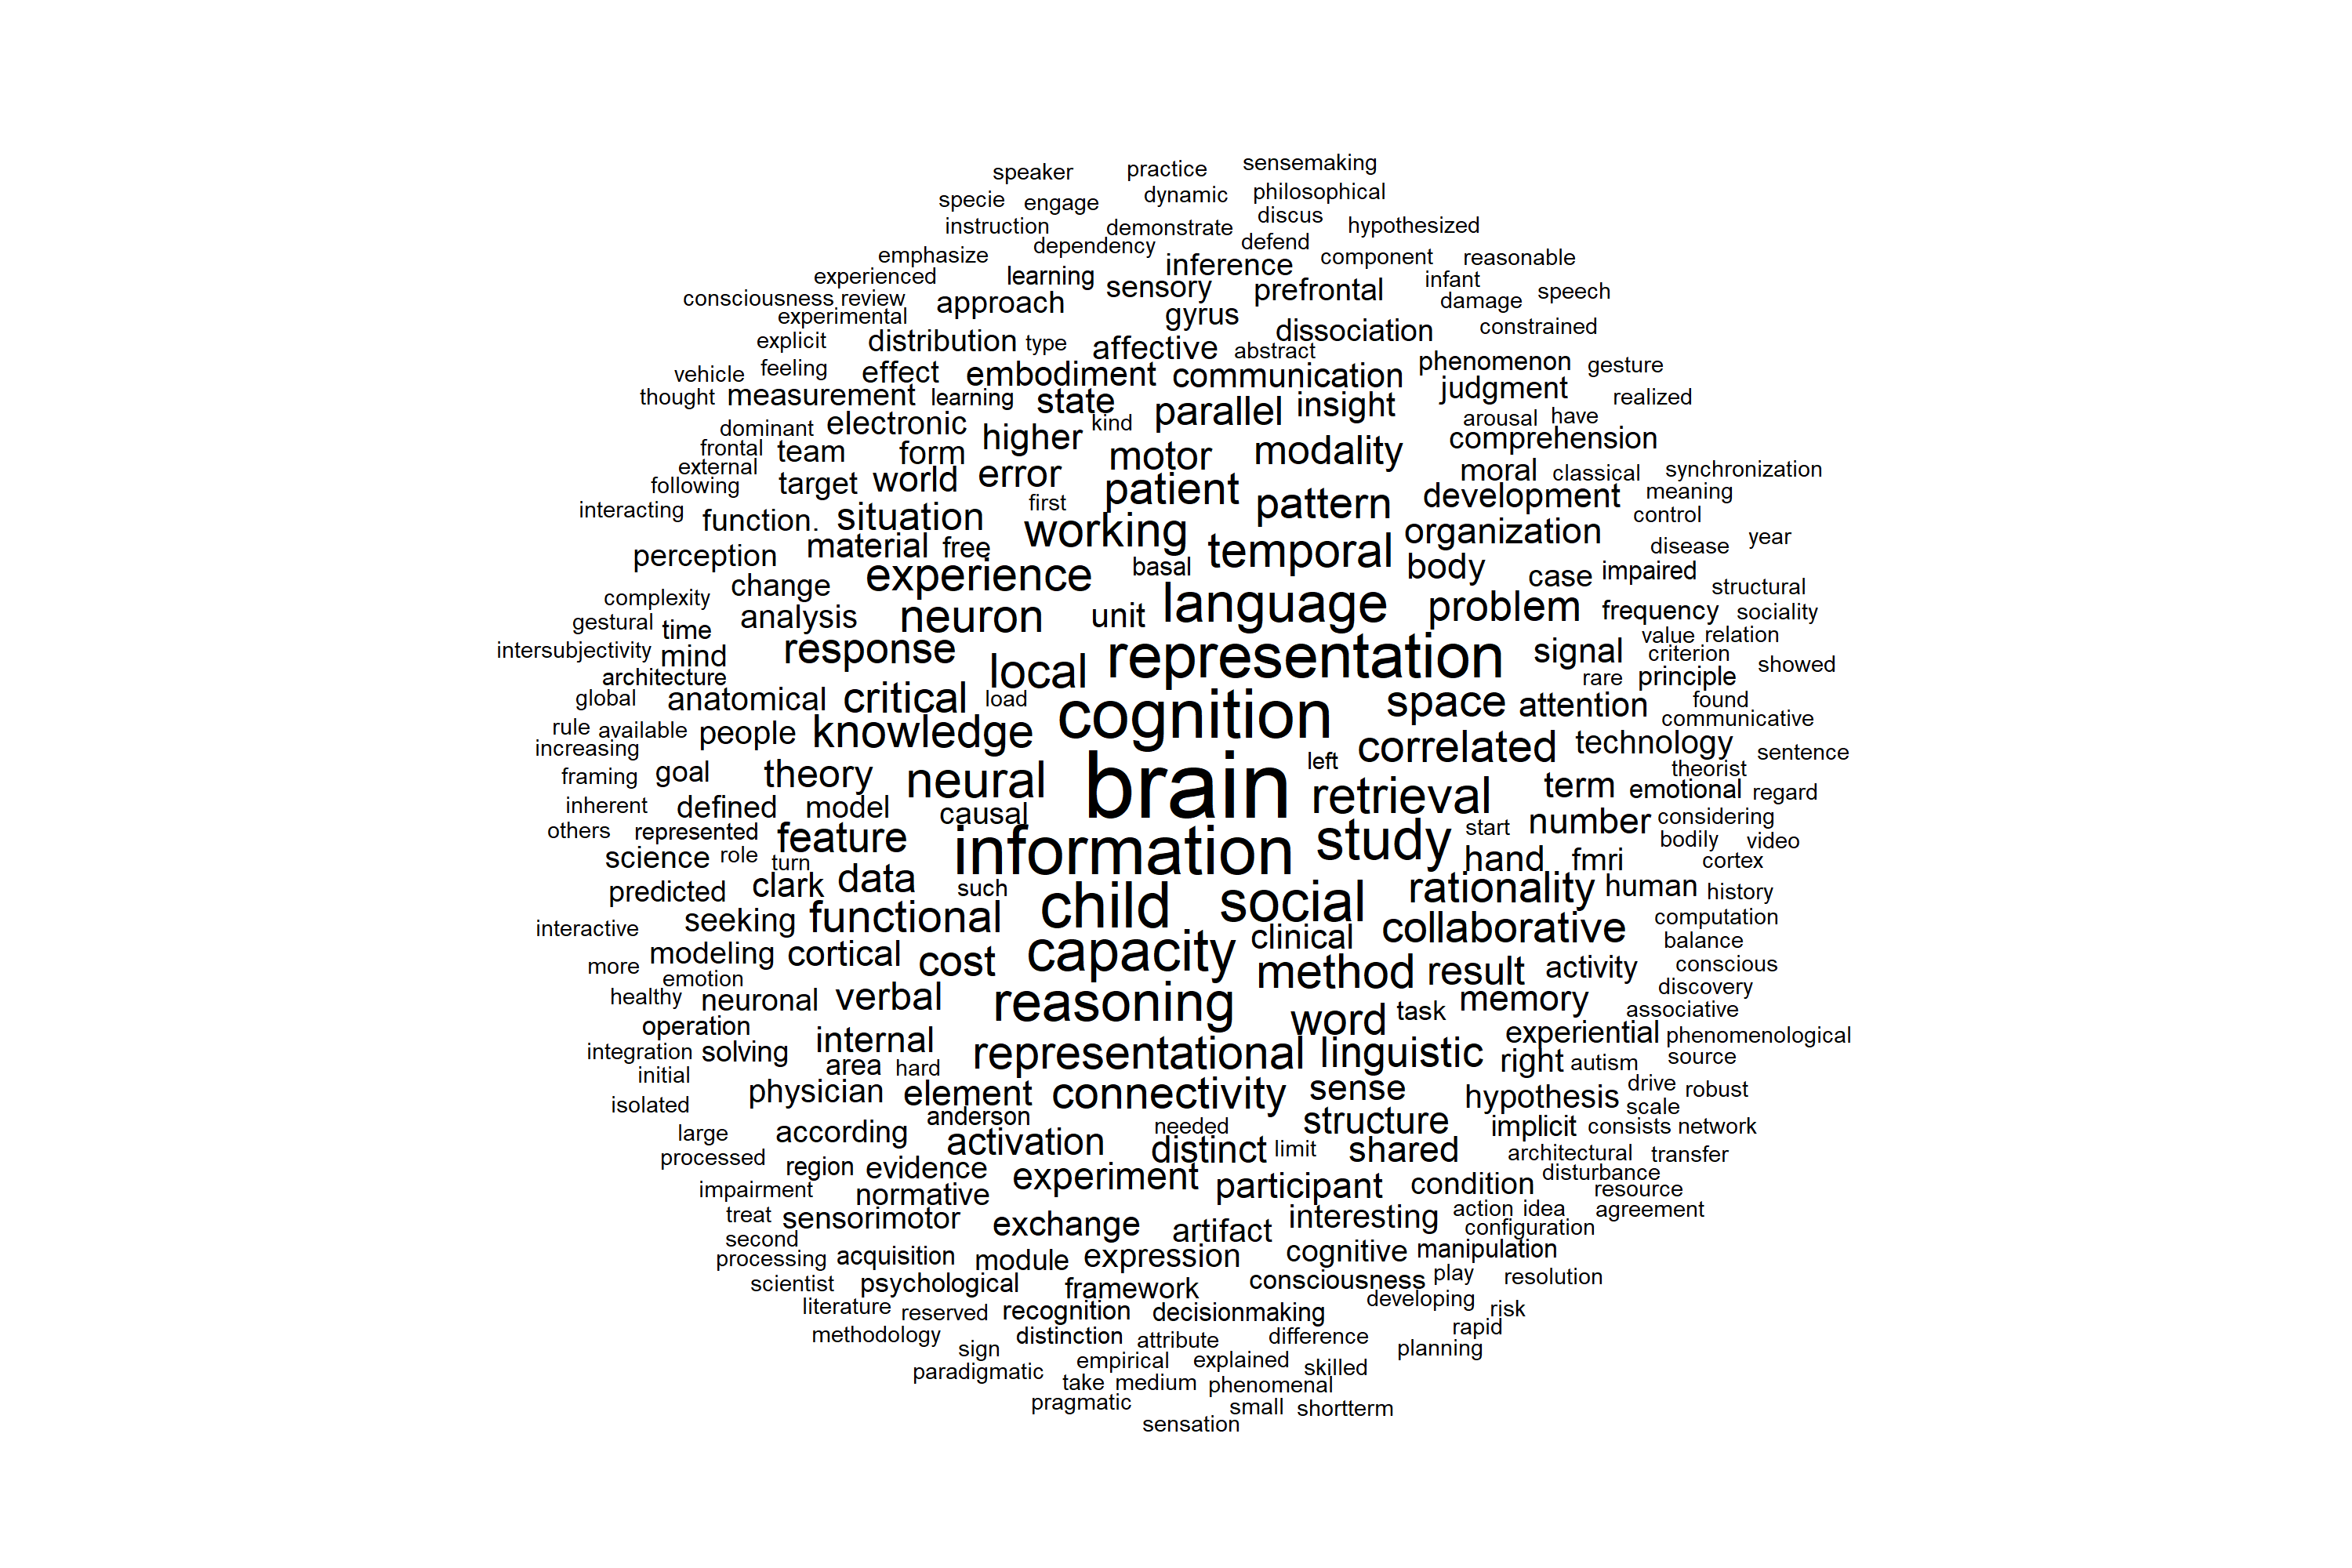 speaker practice sensemaking
specie engage dynamic philosophical
instruction demonstrate discus hypothesized
emphasize dependency defend component reasonable
experienced learning inference infant
consciousness review approach sensory prefrontal damage speech
experimental gyrus dissociation constrained
explicit distribution type affective abstract
vehicle feeling effect embodiment communication phenomenon gesture
thought measurement learning state parallel insight judgment realized
dominant electronic higher kind arousal have
frontal team form motor modality comprehension
external target world error patient moral classical synchronization
following first pattern development meaning
interacting function. situation working organization control
perception material free basal temporal body disease year
complexity change experience case impaired structural
gestural time analysis neuron unit language problem frequency sociality
intersubjectivity mind response local representation signal value relation
architecture criterion showed
global anatomical critical load space attention rare principle found
rule available people knowledge cognition communicative
increasing correlated technology sentence
framing goal theory neural brain left theorist
inherent defined model causal retrieval term emotional regard
others represented feature information study start number considering
science role turn hand fmri bodily video
predicted clark data such child social rationality human cortex
interactive seeking functional history
more modeling cortical cost capacity clinical collaborative computation
emotion method result activity balance
healthy neuronal verbal reasoning memory conscious
operation word task discovery
integration solving internal representational linguistic experiential associative
initial area hard right autism phenomenological
isolated physician element connectivity sense hypothesis source
large according anderson needed structure implicit drive robust
processed region evidence activation distinct limit shared scale
impairment normative experiment participant condition consists network
treat sensorimotor exchange artifact interesting architectural transfer
second action idea disturbance
processing acquisition module expression cognitive manipulation resource
scientist psychological framework consciousness play configuration agreement
literature reserved recognition decisionmaking developing resolution
methodology distinction attribute difference risk
sign empirical explained skilled rapid
paradigmatic take medium phenomenal planning
pragmatic small shortterm
sensation